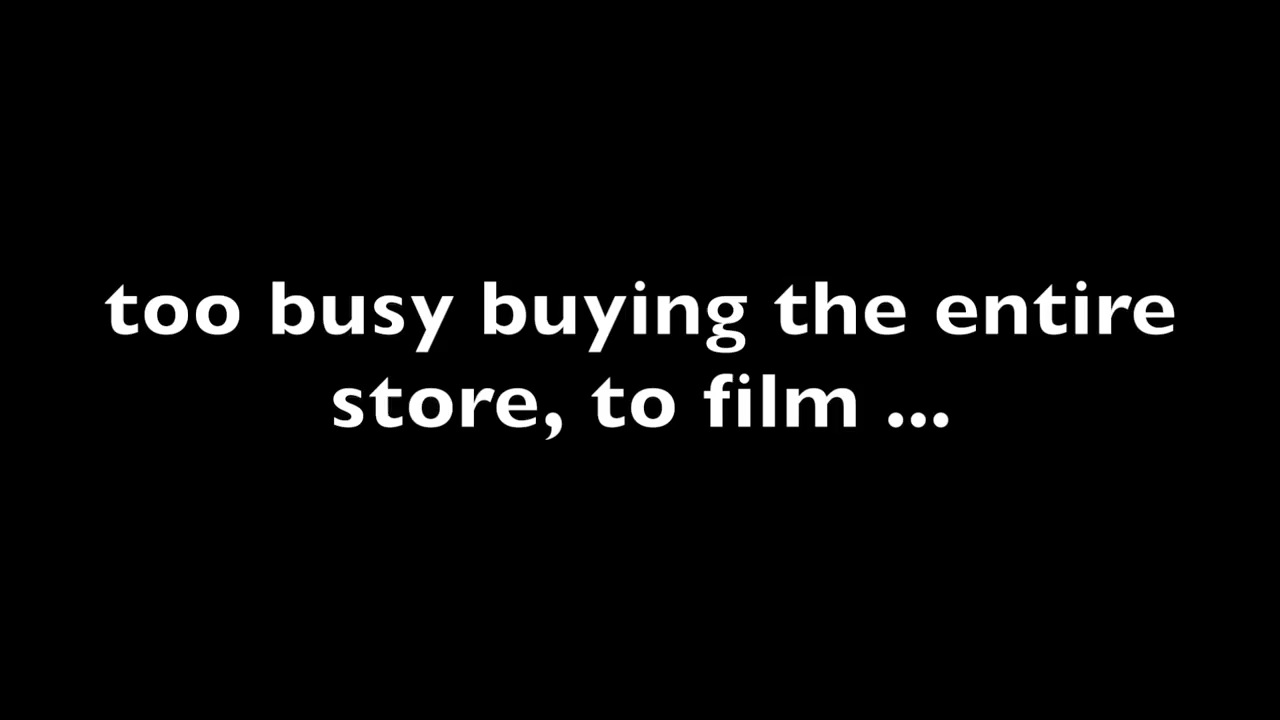 too busy buying the entire
store, to film ...